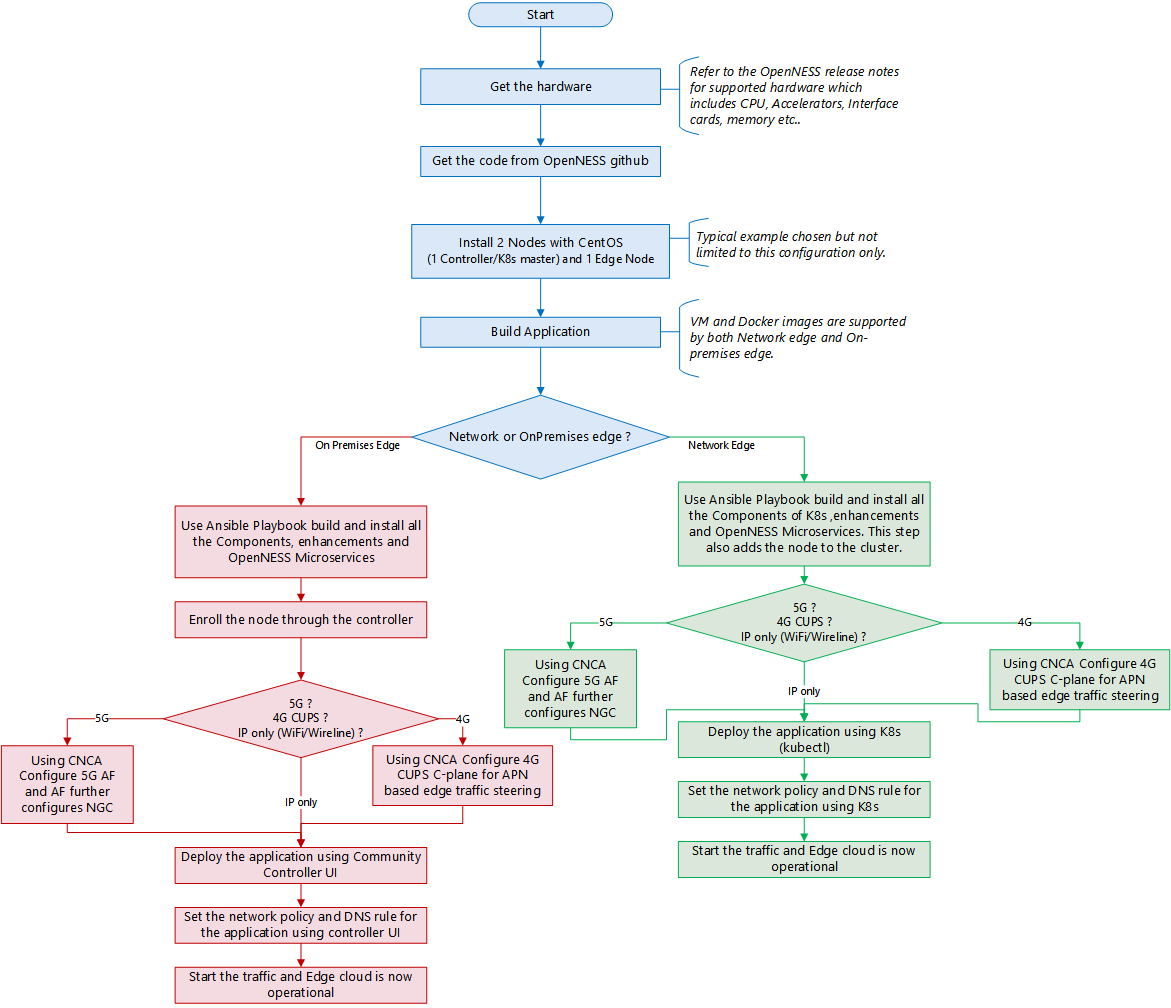 Start
Get the hardware
Refer to the OpenNESS release notes
for supported hardware which
includes CPU, Accelerators, Interface
cards, memory etc..
Get the code from OpenNESS github
Install 2 Nodes with CentOS
(1 Controller/K8s master) and 1 Edge Node
Typical example chosen but not
limited to this configuration only.
Build Application
VM and Docker images are supported
by both Network edge and On-
premises edge.
Network or OnPremises edge ?
On Premises Edge
Network Edge
Use Ansible Playbook build and install all
the Components, enhancements and
OpenNESS Microservices
Enroll the node through the controller
5G ?
4G CUPS ?
IP only (WiFi/Wireline) ?
5G
4G
Using CNCA
Configure 5G AF
and AF further
configures NGC
IP only
Using CNCA Configure 4G
CUPS C-plane for APN
based edge traffic steering
Deploy the application using Community
Controller UI
Set the network policy and DNS rule for
the application using controller UI
Start the traffic and Edge cloud is now
operational
Use Ansible Playbook build and install all
the Components of K8s ,enhancements
and OpenNESS Microservices. This step
also adds the node to the cluster.
5G ?
4G CUPS ?
IP only (WiFi/Wireline) ?
5G
4G
Using CNCA
Configure 5G AF
and AF further
configures NGC
IP only
Using CNCA Configure 4G
CUPS C-plane for APN
based edge traffic steering
Deploy the application using K8s
(kubectl)
Set the network policy and DNS rule for
the application using K8s
Start the traffic and Edge cloud is now
operational